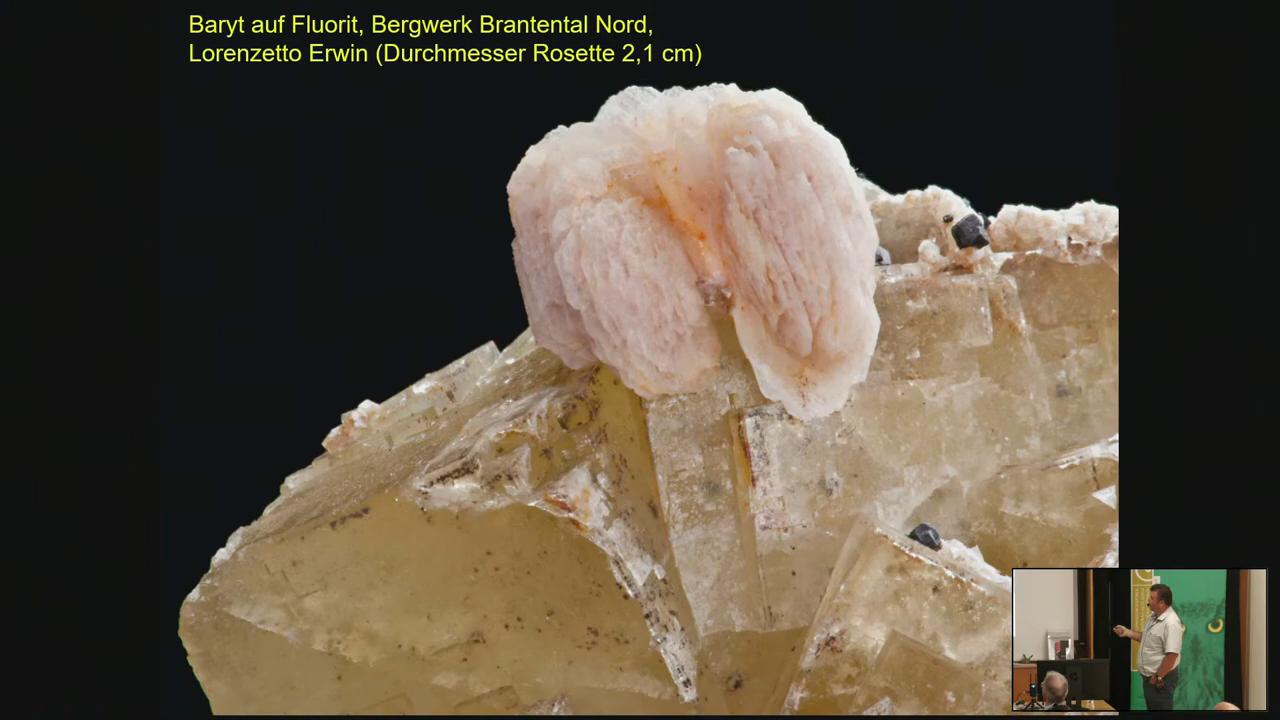 Baryt auf Fluorit, Bergwerk Brantental Nord,
Lorenzetto Erwin (Durchmesser Rosette 2,1 cm)